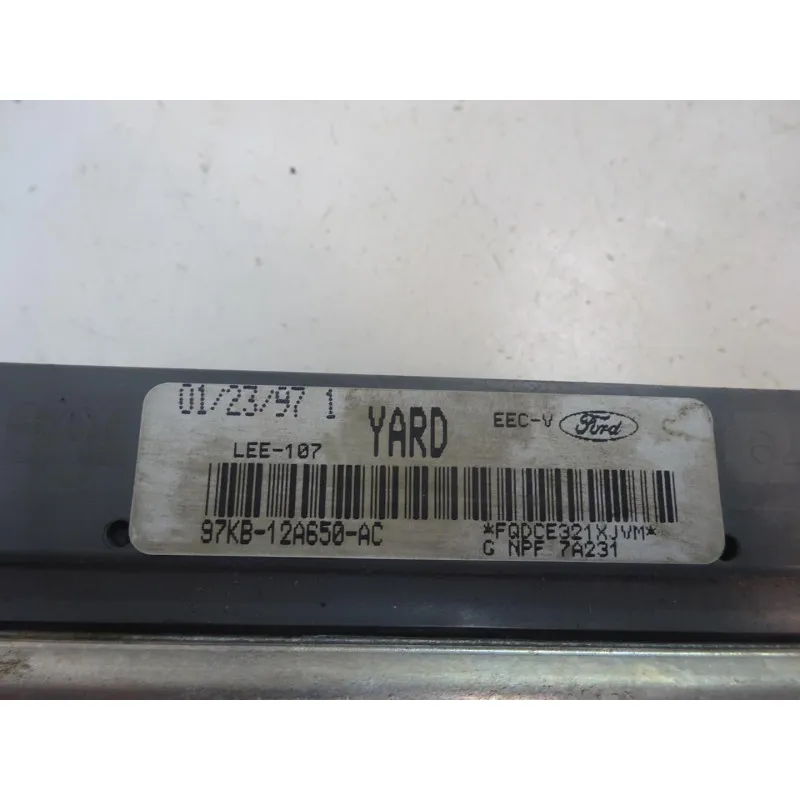 01/23/97 1
YARD
EEC-V Ford
LEE-107
97KB-12A650-AC
*FQDCE321XJVM*
C NPF 7A231